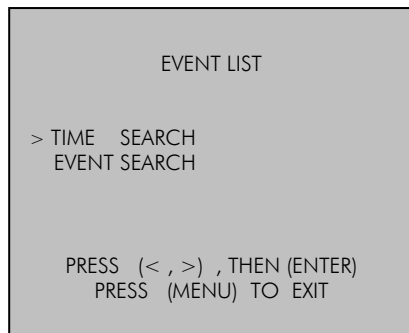 EVENT LIST
> TIME SEARCH
EVENT SEARCH
PRESS (< , >) , THEN (ENTER)
PRESS (MENU) TO EXIT